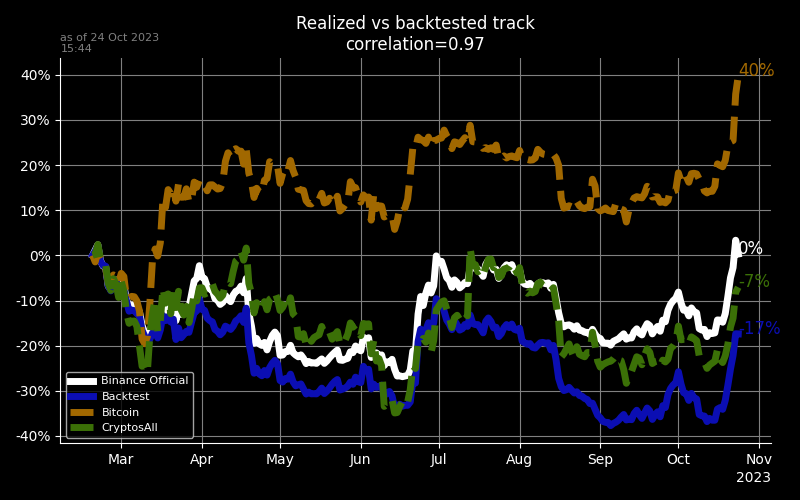 Realized vs backtested track
correlation=0.97
as of 24 Oct 2023
15:44
40%
40%
30%
20%
10%
0%
0%
-7%
-10%
-17%
-20%
-30%
-40%
Binance Official
Backtest
Bitcoin
CryptosAll
Mar Apr May Jun Jul Aug Sep Oct Nov
2023